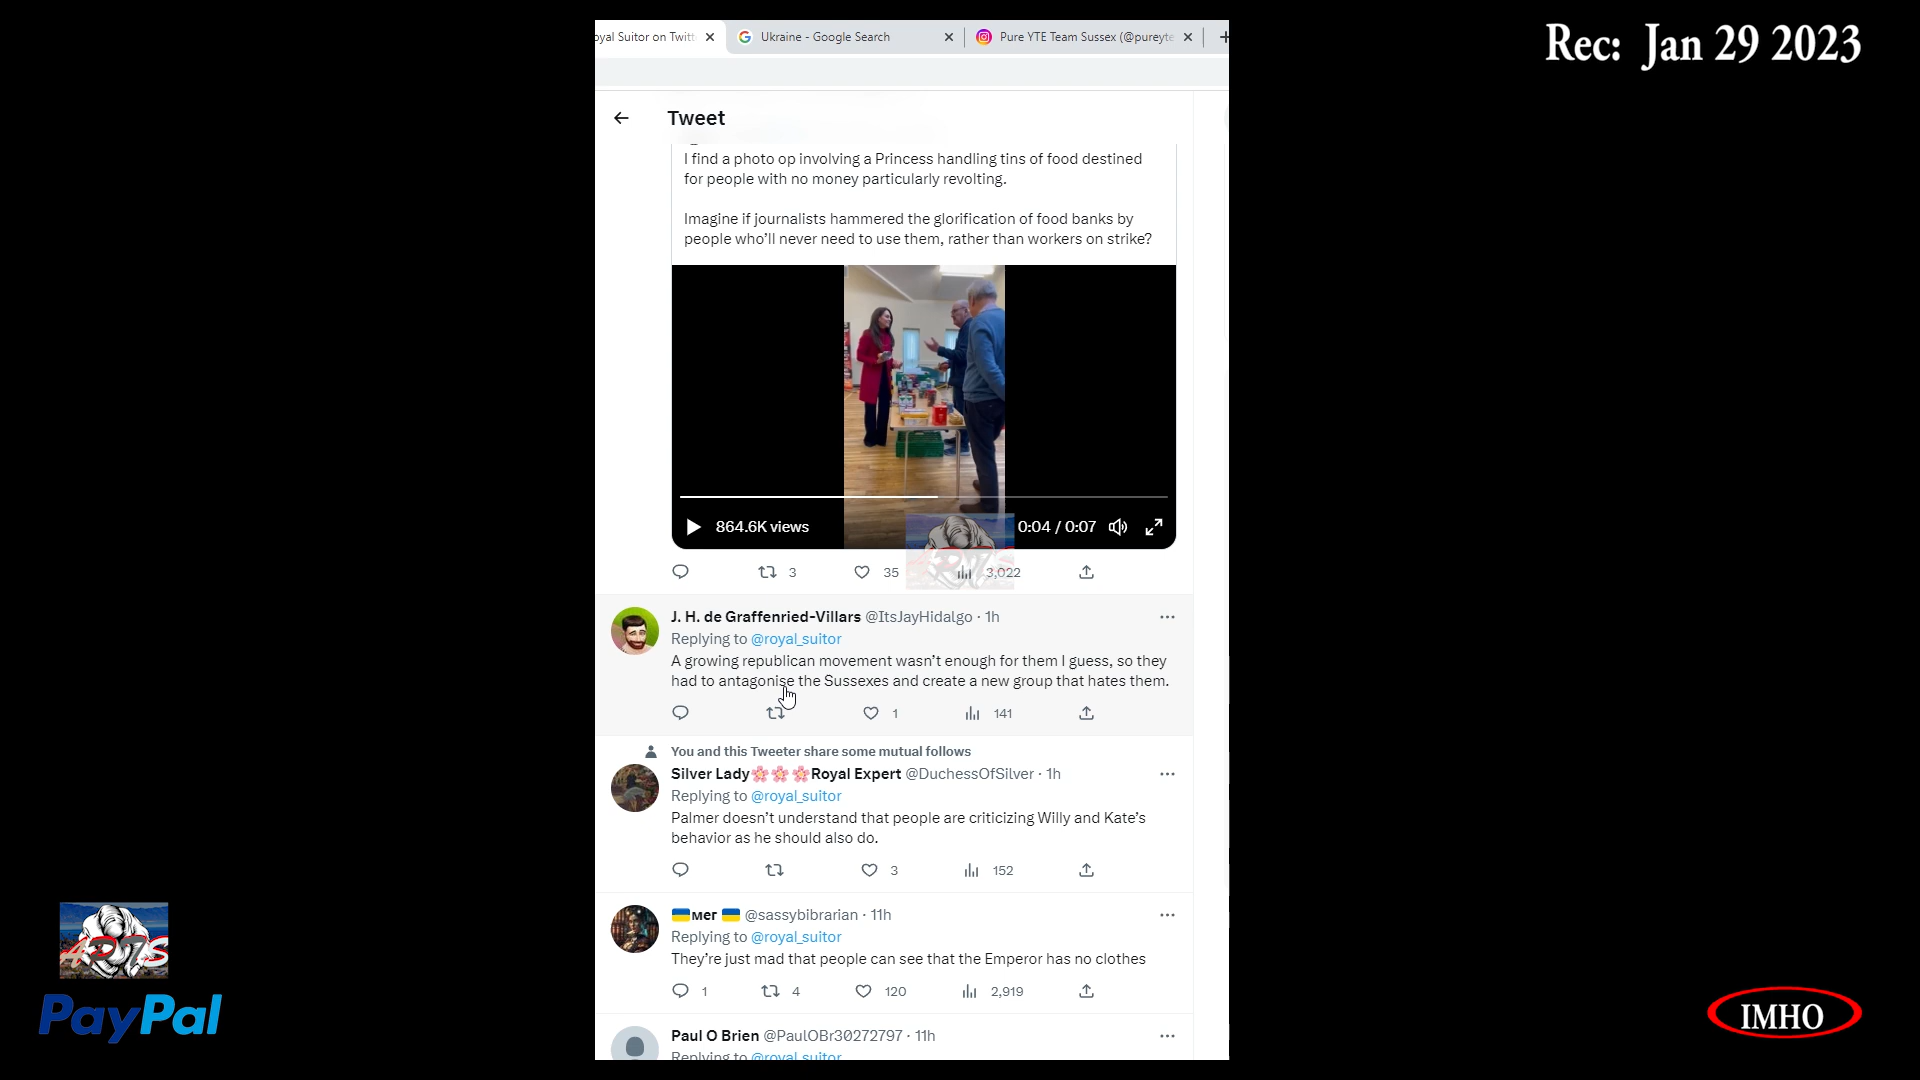 Rec: Jan 29 2023
oyal Suitor on Twitt
Ukraine - Google Search
Pure YTE Team Sussex (@pureyte
Tweet
I find a photo op involving a Princess handling tins of food destined
for people with no money particularly revolting.
Imagine if journalists hammered the glorification of food banks by
people who'll never need to use them, rather than workers on strike?
864.6K views
0:04 / 0:07
3 35 3,022
J. H. de Graffenried-Villars @ItsJayHidalgo · 1h
Replying to @royal_suitor
A growing republican movement wasn't enough for them I guess, so they
had to antagonise the Sussexes and create a new group that hates them.
1 141
You and this Tweeter share some mutual follows
Silver Lady🌸🌸🌸Royal Expert @DuchessOfSilver · 1h
Replying to @royal_suitor
Palmer doesn't understand that people are criticizing Willy and Kate's
behavior as he should also do.
3 152
🇺🇦мег 🇺🇦 @sassybibrarian · 11h
Replying to @royal_suitor
They're just mad that people can see that the Emperor has no clothes
1 4 120 2,919
Paul O Brien @PaulOBr30272797 · 11h
Replying to @royal_suitor
PayPal
IMHO